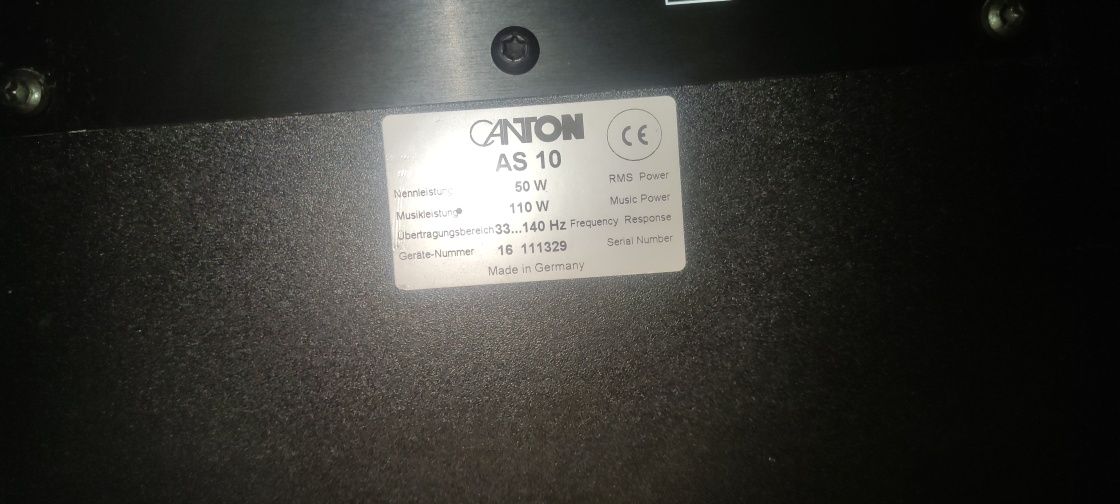 CANTON
CE
AS 10
Nennleistung 50 W RMS Power
Musikleistung 110 W Music Power
Übertragungsbereich 33...140 Hz Frequency Response
Geräte-Nummer 16 111329 Serial Number
Made in Germany